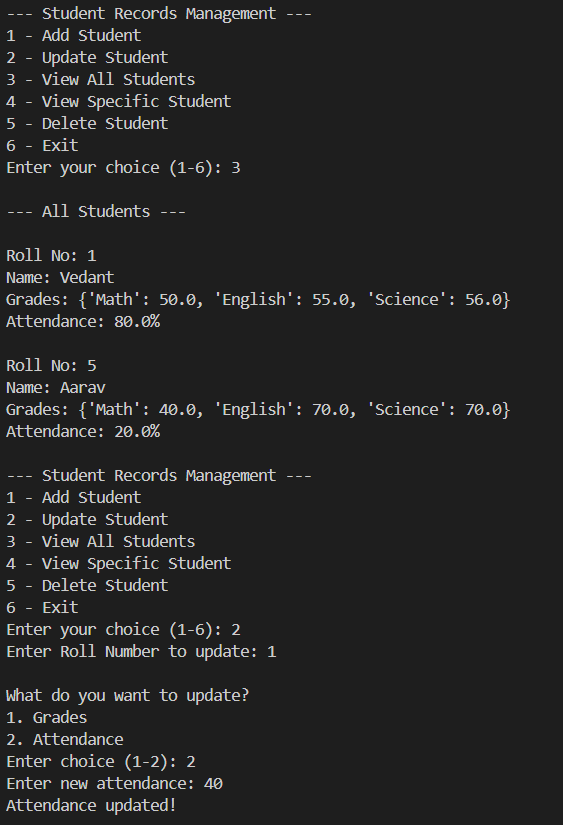 --- Student Records Management ---
1 - Add Student
2 - Update Student
3 - View All Students
4 - View Specific Student
5 - Delete Student
6 - Exit
Enter your choice (1-6): 3
--- All Students ---
Roll No: 1
Name: Vedant
Grades: {'Math': 50.0, 'English': 55.0, 'Science': 56.0}
Attendance: 80.0%
Roll No: 5
Name: Aarav
Grades: {'Math': 40.0, 'English': 70.0, 'Science': 70.0}
Attendance: 20.0%
--- Student Records Management ---
1 - Add Student
2 - Update Student
3 - View All Students
4 - View Specific Student
5 - Delete Student
6 - Exit
Enter your choice (1-6): 2
Enter Roll Number to update: 1
What do you want to update?
1. Grades
2. Attendance
Enter choice (1-2): 2
Enter new attendance: 40
Attendance updated!